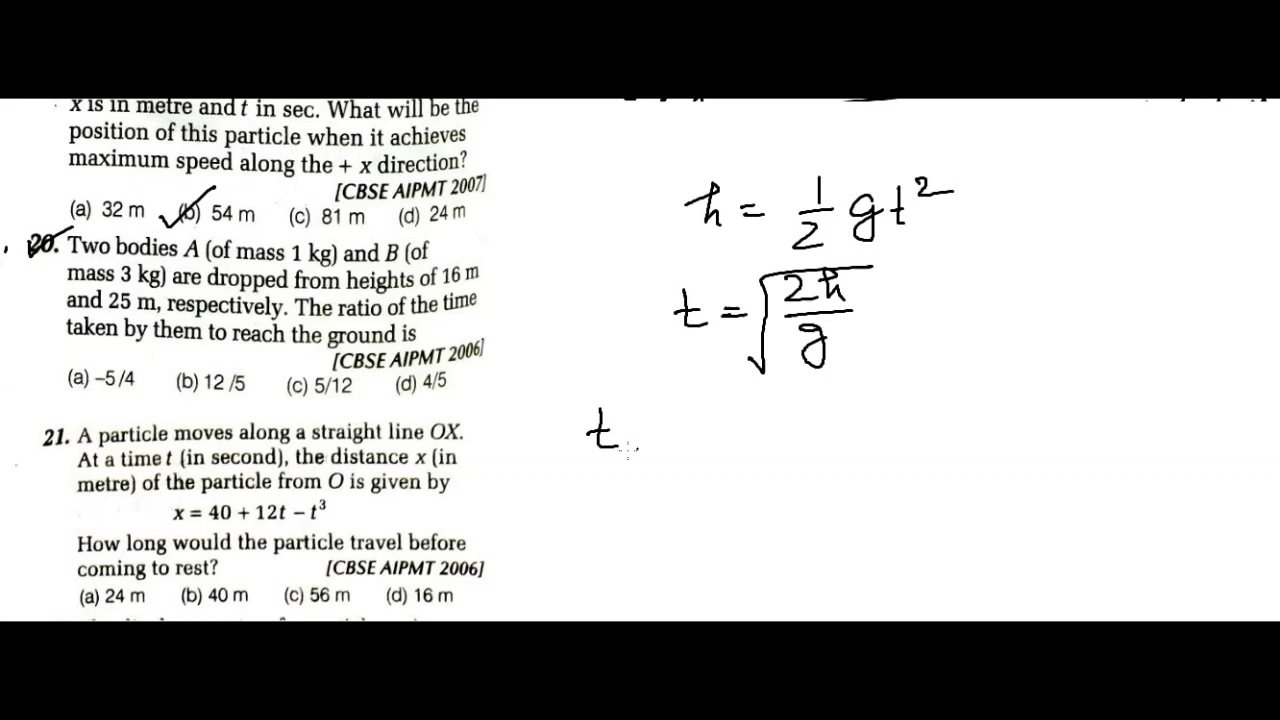 x is in metre and t in sec. What will be the
position of this particle when it achieves
maximum speed along the + x direction?
[CBSE AIPMT 2007]
(a) 32 m (b) 54 m (c) 81 m (d) 24 m
20. Two bodies A (of mass 1 kg) and B (of
mass 3 kg) are dropped from heights of 16 m
and 25 m, respectively. The ratio of the time
taken by them to reach the ground is
[CBSE AIPMT 2006]
(a) –5/4 (b) 12/5 (c) 5/12 (d) 4/5
21. A particle moves along a straight line OX.
At a time t (in second), the distance x (in
metre) of the particle from O is given by
x = 40 + 12t – t³
How long would the particle travel before
coming to rest? [CBSE AIPMT 2006]
(a) 24 m (b) 40 m (c) 56 m (d) 16 m
h = 1/2 gt²
t = √(2h/g)
t